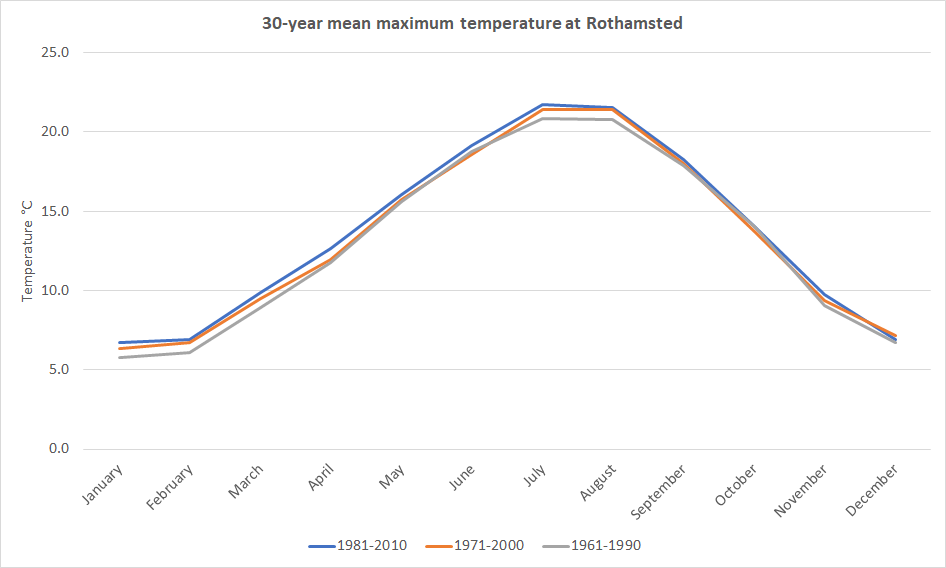 30-year mean maximum temperature at Rothamsted
25.0
20.0
15.0
10.0
5.0
0.0
Temperature °C
January
February
March
April
May
June
July
August
September
October
November
December
1981-2010
1971-2000
1961-1990